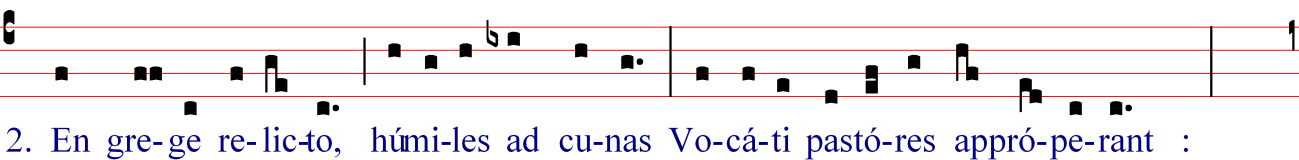 2. En gre-ge re-lic-to, húmi-les ad cu-nas Vo-cá-ti pastó-res appró-pe-rant :